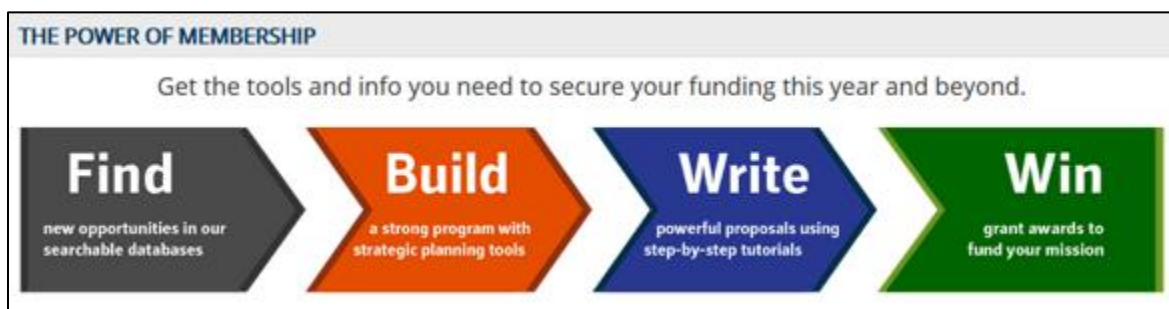 THE POWER OF MEMBERSHIP
Get the tools and info you need to secure your funding this year and beyond.
Find
new opportunities in our
searchable databases
Build
a strong program with
strategic planning tools
Write
powerful proposals using
step-by-step tutorials
Win
grant awards to
fund your mission